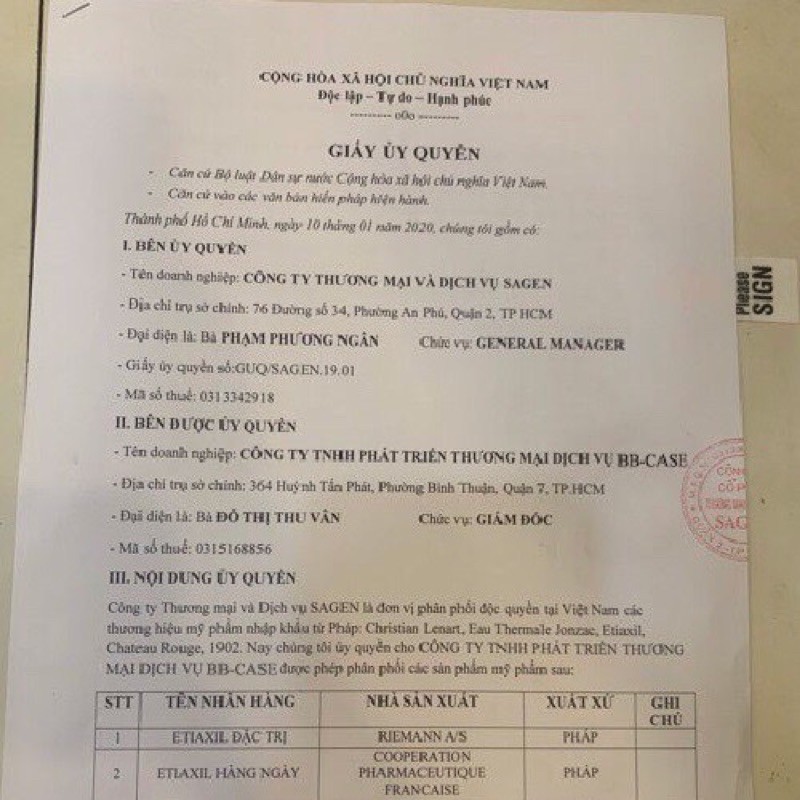 CỘNG HÒA XÃ HỘI CHỦ NGHĨA VIỆT NAM
Độc lập – Tự do – Hạnh phúc
---------- o0o ----------
GIẤY ỦY QUYỀN
- Căn cứ Bộ luật Dân sự nước Cộng hòa xã hội chủ nghĩa Việt Nam.
- Căn cứ vào các văn bản hiến pháp hiện hành.
Thành phố Hồ Chí Minh, ngày 10 tháng 01 năm 2020, chúng tôi gồm có:
I. BÊN ỦY QUYỀN
- Tên doanh nghiệp: CÔNG TY THƯƠNG MẠI VÀ DỊCH VỤ SAGEN
- Địa chỉ trụ sở chính: 76 Đường số 34, Phường An Phú, Quận 2, TP HCM
- Đại diện là: Bà PHẠM PHƯƠNG NGÂN Chức vụ: GENERAL MANAGER
- Giấy ủy quyền số:GUQ/SAGEN.19.01
- Mã số thuế: 0313342918
II. BÊN ĐƯỢC ỦY QUYỀN
- Tên doanh nghiệp: CÔNG TY TNHH PHÁT TRIỂN THƯƠNG MẠI DỊCH VỤ BB-CASE
- Địa chỉ trụ sở chính: 364 Huỳnh Tấn Phát, Phường Bình Thuận, Quận 7, TP.HCM
- Đại diện là: Bà ĐỖ THỊ THU VÂN Chức vụ: GIÁM ĐỐC
- Mã số thuế: 0315168856
III. NỘI DUNG ỦY QUYỀN
Công ty Thương mại và Dịch vụ SAGEN là đơn vị phân phối độc quyền tại Việt Nam các
thương hiệu mỹ phẩm nhập khẩu từ Pháp: Christian Lenart, Eau Thermale Jonzac, Etiaxil,
Chateau Rouge, 1902. Nay chúng tôi ủy quyền cho CÔNG TY TNHH PHÁT TRIỂN THƯƠNG
MẠI DỊCH VỤ BB-CASE được phép phân phối các sản phẩm mỹ phẩm sau:
STT TÊN NHÃN HÀNG NHÀ SẢN XUẤT XUẤT XỨ GHI CHÚ
1 ETIAXIL ĐẶC TRỊ RIEMANN A/S PHÁP
2 ETIAXIL HÀNG NGÀY COOPERATION PHARMACEUTIQUE FRANCAISE PHÁP
Please
SIGN
CÔN
CỔ P
SAG